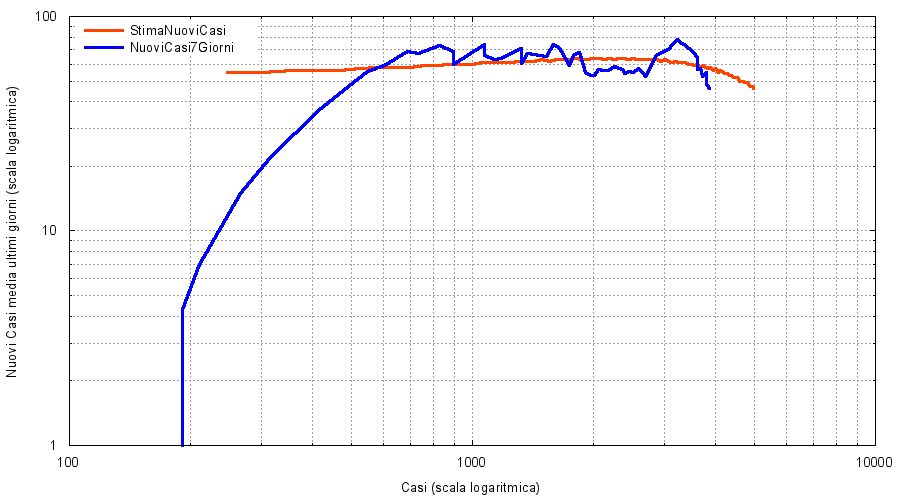 100
StimaNuoviCasi
NuoviCasi7Giorni
Nuovi Casi media ultimi giorni (scala logaritmica)
10
1
100
1000
10000
Casi (scala logaritmica)